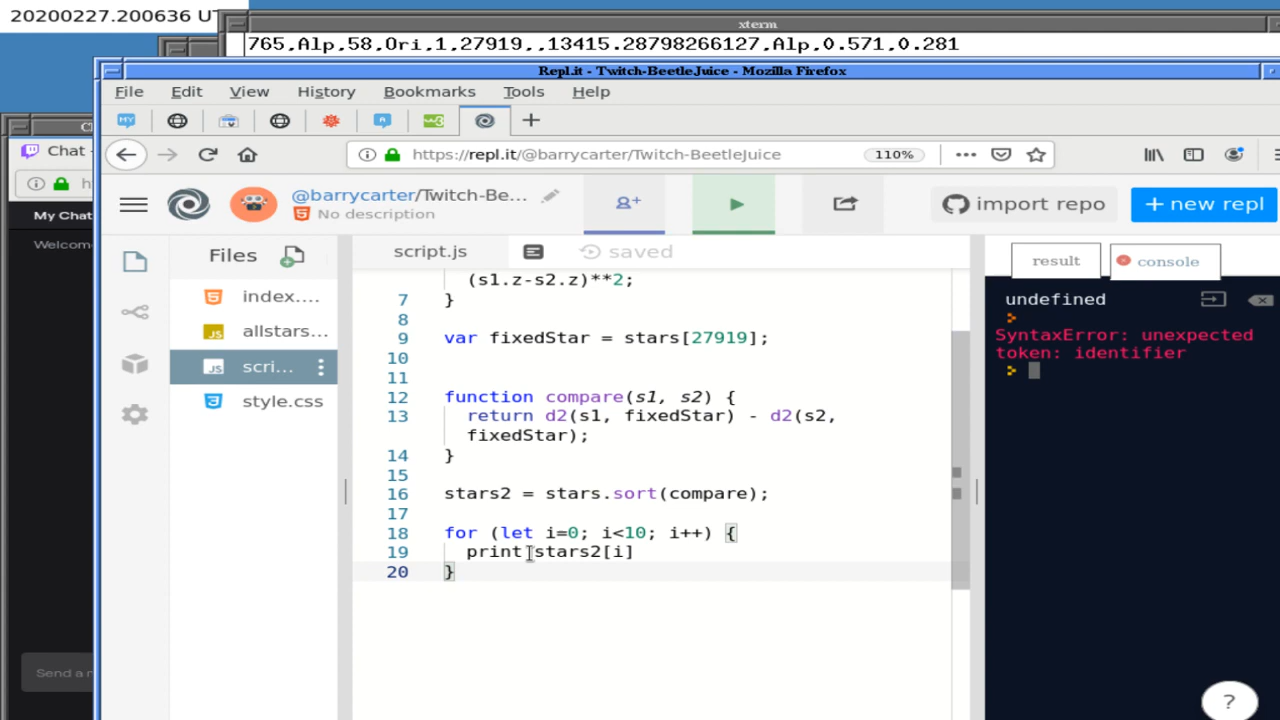 20200227.200636 U
xterm
765,Alp,58,Ori,1,27919,,13415.28798266127,Alp,0.571,0.281
Repl.it - Twitch-BeetleJuice - Mozilla Firefox
File Edit View History Bookmarks Tools Help
https://repl.it/@barrycarter/Twitch-BeetleJuice 110%
Chat
My Chat
Welcom
Send a m
@barrycarter/Twitch-Be...
No description
import repo
+ new repl
Files
index....
allstars...
scri...
style.css
script.js
saved
(s1.z-s2.z)**2;
7 }
8
9 var fixedStar = stars[27919];
10
11
12 function compare(s1, s2) {
13 return d2(s1, fixedStar) - d2(s2,
fixedStar);
14 }
15
16 stars2 = stars.sort(compare);
17
18 for (let i=0; i<10; i++) {
19 print stars2[i]
20 }
result
console
undefined
>
SyntaxError: unexpected
token: identifier
>
?